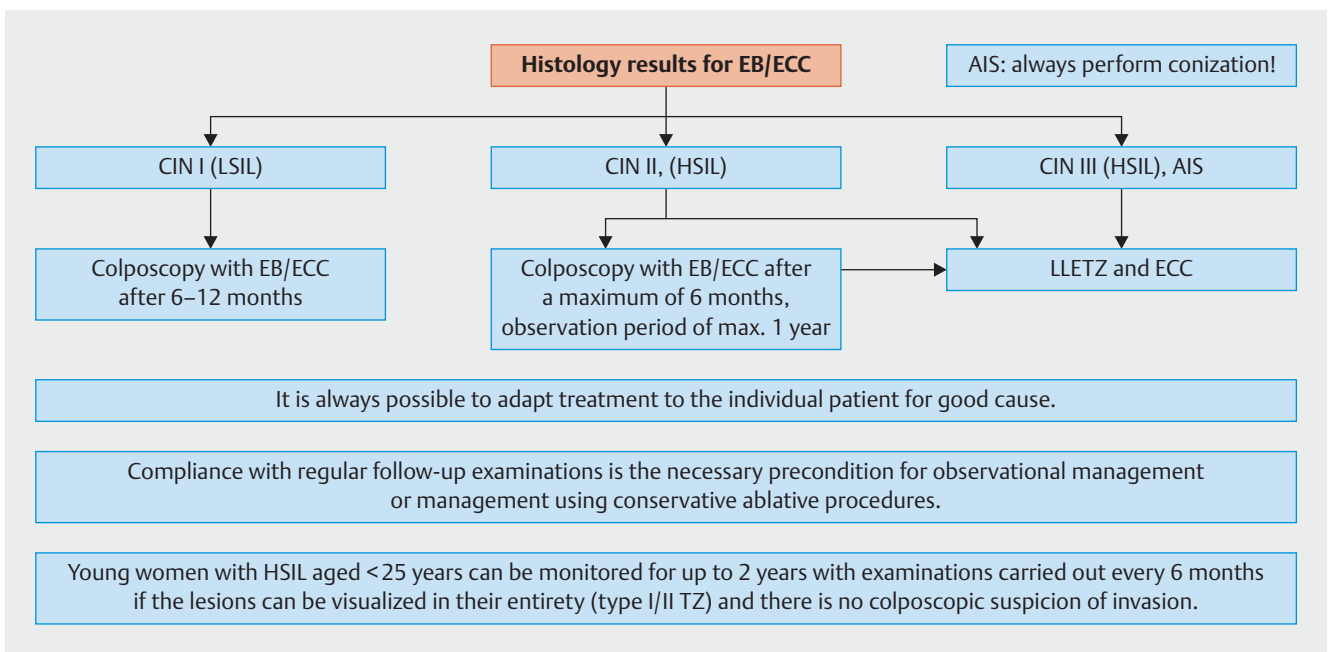 Histology results for EB/ECC
AIS: always perform conization!
CIN I (LSIL)
CIN II, (HSIL)
CIN III (HSIL), AIS
Colposcopy with EB/ECC
after 6–12 months
Colposcopy with EB/ECC after
a maximum of 6 months,
observation period of max. 1 year
LLETZ and ECC
It is always possible to adapt treatment to the individual patient for good cause.
Compliance with regular follow-up examinations is the necessary precondition for observational management
or management using conservative ablative procedures.
Young women with HSIL aged <25 years can be monitored for up to 2 years with examinations carried out every 6 months
if the lesions can be visualized in their entirety (type I/II TZ) and there is no colposcopic suspicion of invasion.